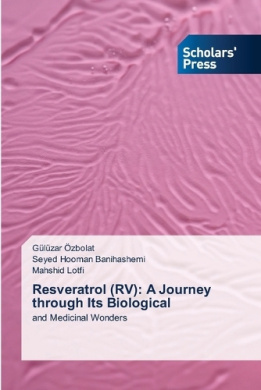 Scholars'
Press
Gülüzar Özbolat
Seyed Hooman Banihashemi
Mahshid Lotfi
Resveratrol (RV): A Journey
through Its Biological
and Medicinal Wonders